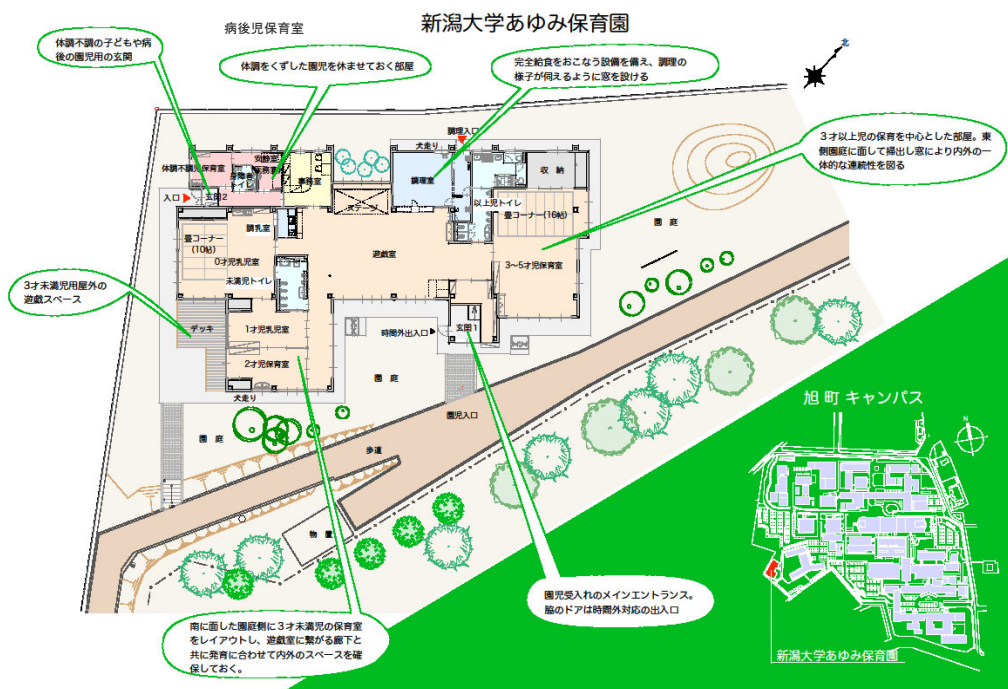 新潟大学あゆみ保育園
病後児保育室
体調不調の子どもや病
後の園児用の玄関
体調をくずした園児を休ませておく部屋
完全給食をおこなう設備を備え、調理の
様子が伺えるように窓を設ける
北
3才以上児の保育を中心とした部屋。東
側園庭に面して掃出し窓により内外の一
体的な連続性を図る
調理入口
犬走り
体調不調児保育室
安静室
医務室
身障者
トイレ
事務室
調理室
収納
入口
玄関2
ステージ
以上児トイレ
畳コーナー(16帖)
園庭
調乳室
畳コーナー
(10帖)
0才児乳児室
遊戯室
3～5才児保育室
未満児トイレ
3才未満児用屋外の
遊戯スペース
デッキ
1才児乳児室
時間外出入口
玄関1
2才児保育室
園庭
犬走り
園児入口
園庭
歩道
物置
旭町キャンパス
N
園児受入れのメインエントランス。
脇のドアは時間外対応の出入口
南に面した園庭側に3才未満児の保育室
をレイアウトし、遊戯室に繋がる廊下と
共に発育に合わせて内外のスペースを確
保しておく。
新潟大学あゆみ保育園